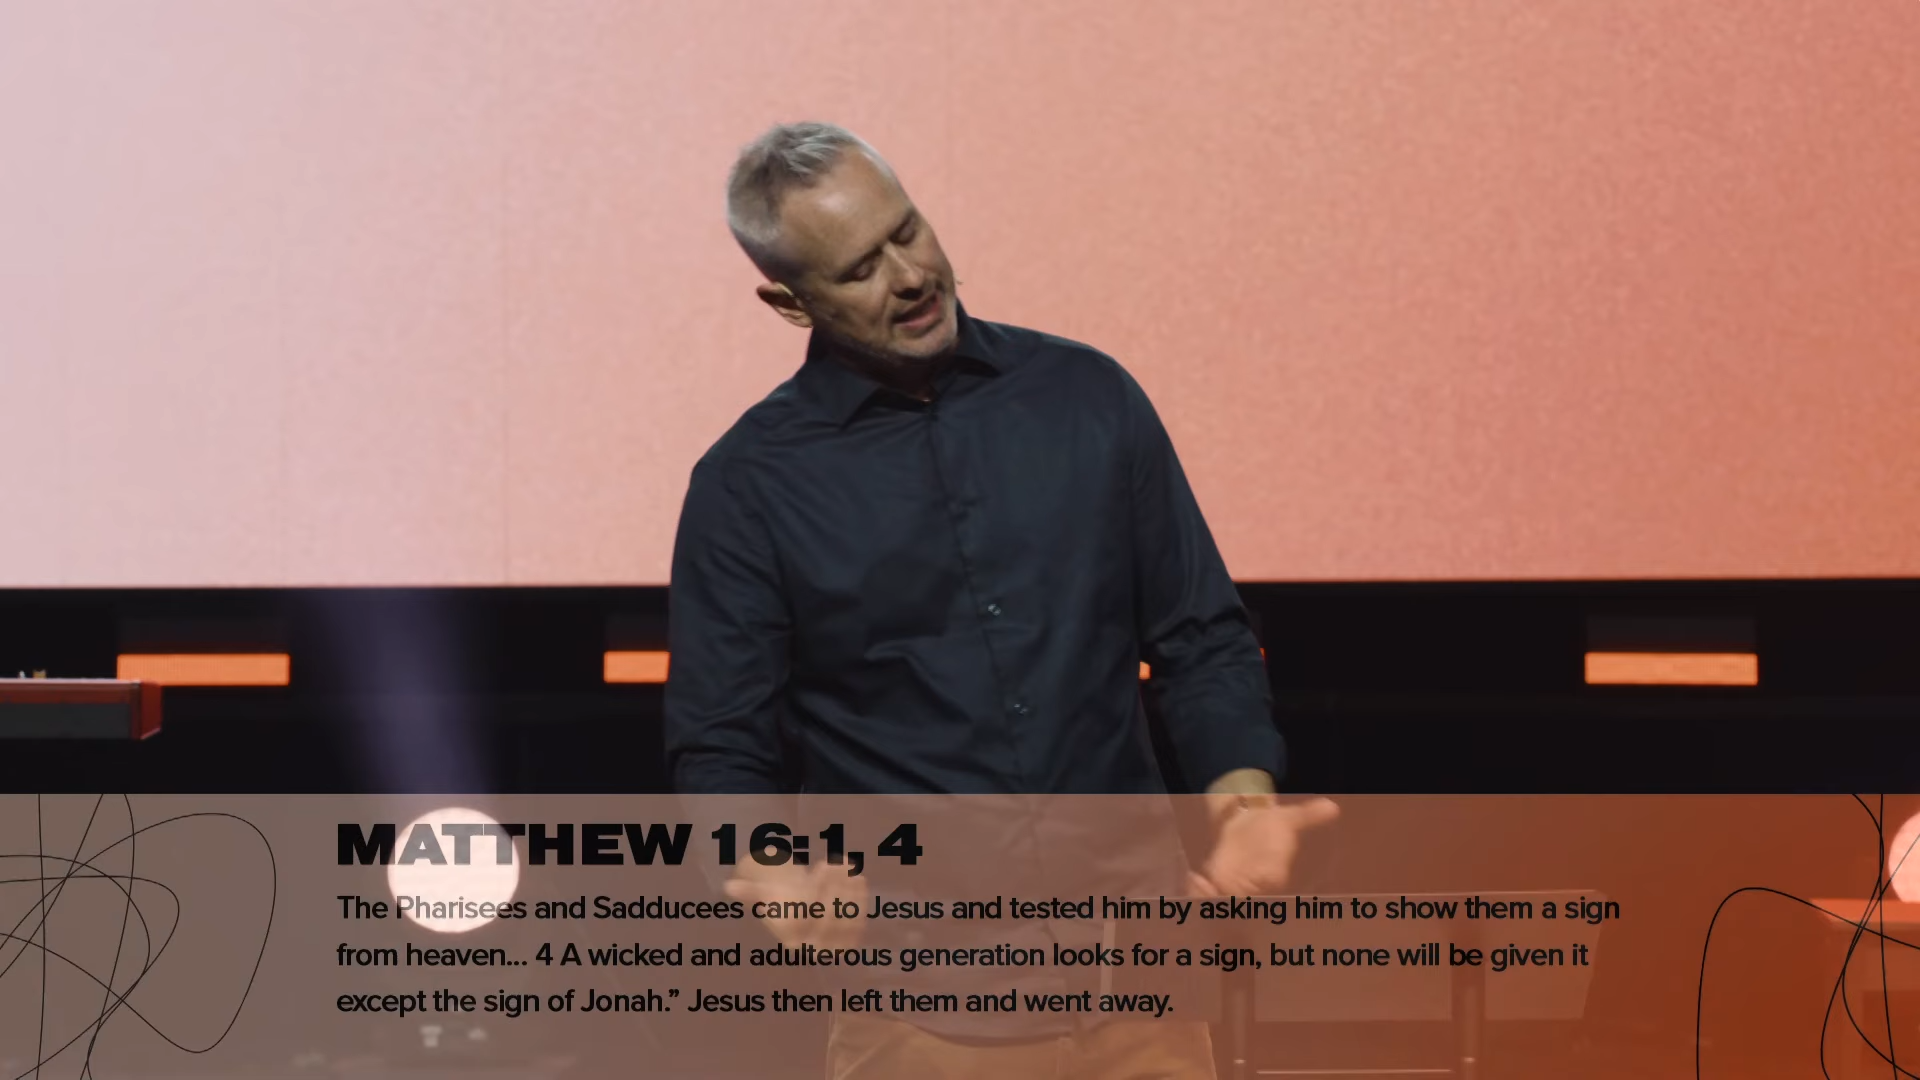 MATTHEW 16:1, 4
The Pharisees and Sadducees came to Jesus and tested him by asking him to show them a sign
from heaven... 4 A wicked and adulterous generation looks for a sign, but none will be given it
except the sign of Jonah.” Jesus then left them and went away.